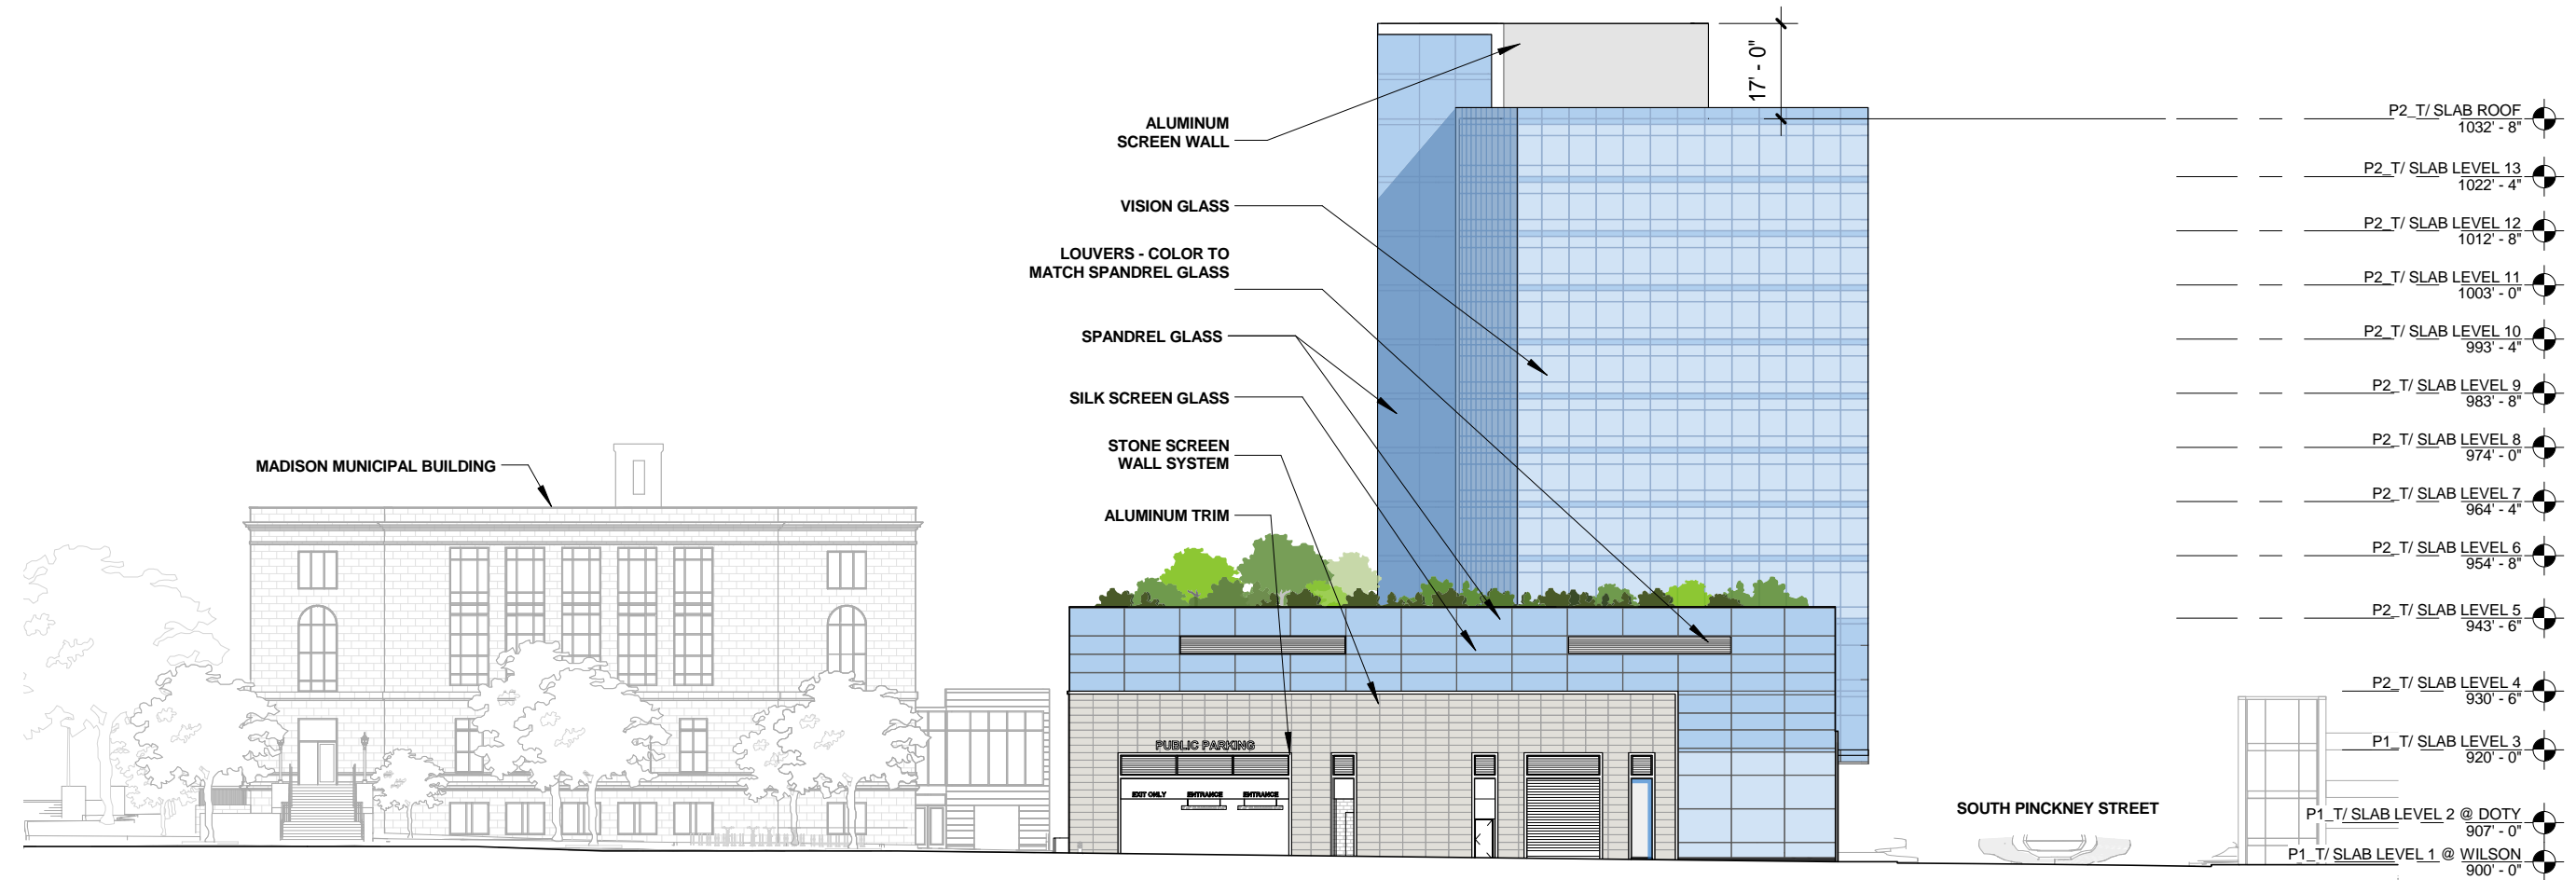 17' - 0"
ALUMINUM
SCREEN WALL
VISION GLASS
LOUVERS - COLOR TO
MATCH SPANDREL GLASS
SPANDREL GLASS
SILK SCREEN GLASS
STONE SCREEN
WALL SYSTEM
ALUMINUM TRIM
MADISON MUNICIPAL BUILDING
PUBLIC PARKING
EXIT ONLY ENTRANCE ENTRANCE
SOUTH PINCKNEY STREET
P2_T/ SLAB ROOF
1032' - 8"
P2_T/ SLAB LEVEL 13
1022' - 4"
P2_T/ SLAB LEVEL 12
1012' - 8"
P2_T/ SLAB LEVEL 11
1003' - 0"
P2_T/ SLAB LEVEL 10
993' - 4"
P2_T/ SLAB LEVEL 9
983' - 8"
P2_T/ SLAB LEVEL 8
974' - 0"
P2_T/ SLAB LEVEL 7
964' - 4"
P2_T/ SLAB LEVEL 6
954' - 8"
P2_T/ SLAB LEVEL 5
943' - 6"
P2_T/ SLAB LEVEL 4
930' - 6"
P1_T/ SLAB LEVEL 3
920' - 0"
P1_T/ SLAB LEVEL 2 @ DOTY
907' - 0"
P1_T/ SLAB LEVEL 1 @ WILSON
900' - 0"